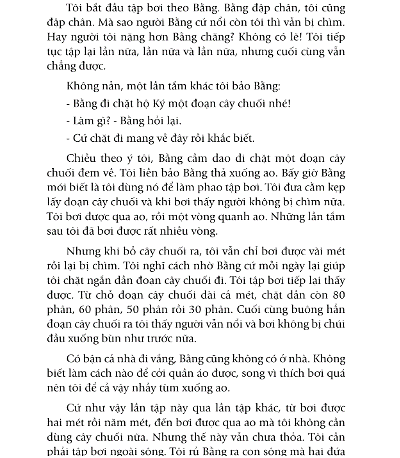 Tôi bắt đầu tập bơi theo Bằng. Bằng đập chân, tôi cũng
đập chân. Mà sao người Bằng cứ nổi còn tôi thì vẫn bị chìm.
Hay người tôi nặng hơn Bằng chăng? Không có lẽ! Tôi tiếp
tục tập lại lần nữa, lần nữa và lần nữa, nhưng cuối cùng vẫn
chẳng được.
Không nản, một lần tắm khác tôi bảo Bằng:
- Bằng đi chặt hộ Ký một đoạn cây chuối nhé!
- Làm gì? - Bằng hỏi lại.
- Cứ chặt đi mang về đây rồi khắc biết.
Chiều theo ý tôi, Bằng cầm dao đi chặt một đoạn cây
chuối đem về. Tôi liền bảo Bằng thả xuống ao. Bấy giờ Bằng
mới biết là tôi dùng nó để làm phao tập bơi. Tôi đưa cằm kẹp
lấy đoạn cây chuối và khi bơi thấy người không bị chìm nữa.
Tôi bơi được qua ao, rồi một vòng quanh ao. Những lần tắm
sau tôi đã bơi được rất nhiều vòng.
Nhưng khi bỏ cây chuối ra, tôi vẫn chỉ bơi được vài mét
rồi lại bị chìm. Tôi nghĩ cách nhờ Bằng cứ mỗi ngày lại giúp
tôi chặt ngắn dần đoạn cây chuối đi. Tôi tập bơi tiếp lại thấy
được. Từ chỗ đoạn cây chuối dài cả mét, chặt dần còn 80
phân, 60 phân, 50 phân rồi 30 phân. Cuối cùng buông hẳn
đoạn cây chuối ra tôi thấy người vẫn nổi và bơi không bị chúi
đầu xuống bùn như trước nữa.
Có bận cả nhà đi vắng, Bằng cũng không có ở nhà. Không
biết làm cách nào để cởi quần áo được, song vì thích bơi quá
nên tôi để cả vậy nhảy tùm xuống ao.
Cứ như vậy lần tập này qua lần tập khác, từ bơi được
hai mét rồi năm mét, đến bơi được qua ao mà tôi không cần
dùng cây chuối nữa. Nhưng thế này vẫn chưa thỏa. Tôi cần
phải tập bơi ngoài sông. Tôi rủ Bằng ra con sông mà hai đứa